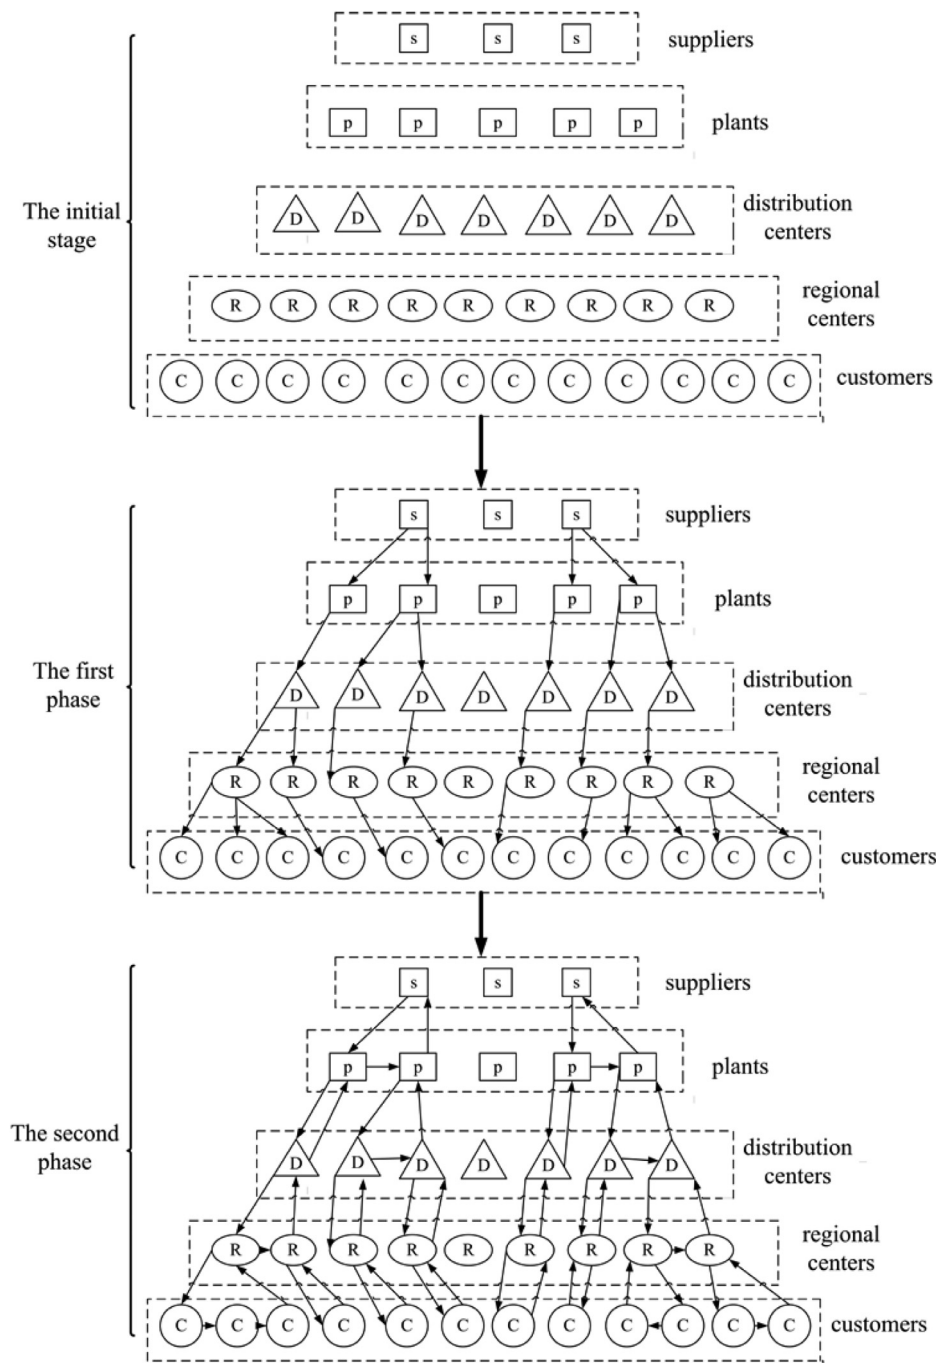 s s s
suppliers
p p p p p
plants
The initial
stage
D D D D D D D
distribution
centers
R R R R R R R R R
regional
centers
C C C C C C C C C C C C
customers
s s s
suppliers
p p p p p
plants
The first
phase
D D D D D D D
distribution
centers
R R R R R R R R R
regional
centers
C C C C C C C C C C C C
customers
s s s
suppliers
p p p p p
plants
The second
phase
D D D D D D D
distribution
centers
R R R R R R R R R
regional
centers
C C C C C C C C C C C C
customers